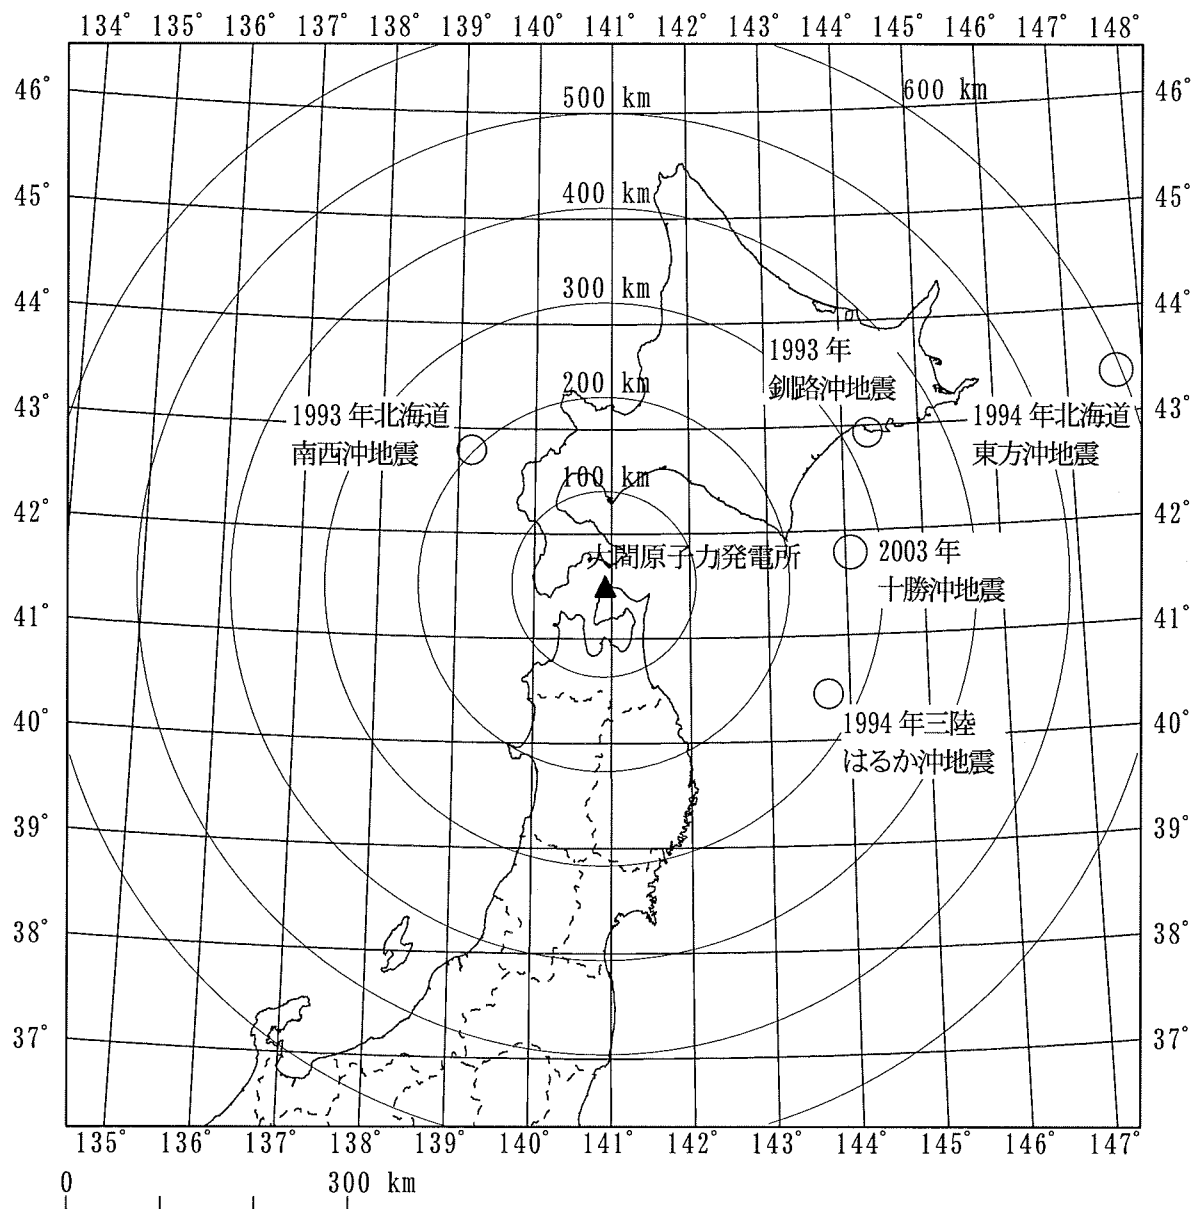 134° 135° 136° 137° 138° 139° 140° 141° 142° 143° 144° 145° 146° 147° 148°
46° 500 km 600 km 46°
45° 400 km 45°
44° 300 km 44°
1993 年
釧路沖地震
200 km
43° 1993 年北海道 1994 年北海道 43°
南西沖地震 東方沖地震
100 km
42° 42°
大間原子力発電所 2003 年
十勝沖地震
41° 41°
40° 1994 年三陸 40°
はるか沖地震
39° 39°
38° 38°
37° 37°
135° 136° 137° 138° 139° 140° 141° 142° 143° 144° 145° 146° 147°
0 300 km